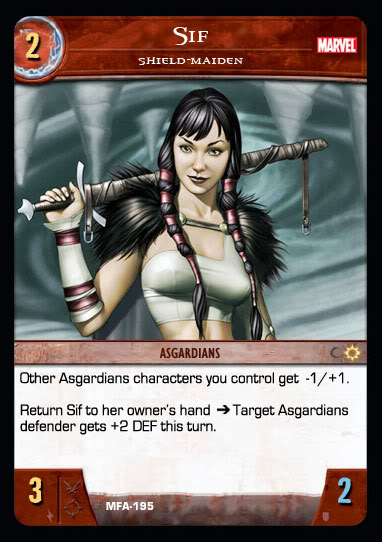 2
SIF
MARVEL
SHIELD-MAIDEN
ASGARDIANS
Other Asgardians characters you control get -1/+1.
Return Sif to her owner's hand ➔ Target Asgardians
defender gets +2 DEF this turn.
3
MFA-195
2